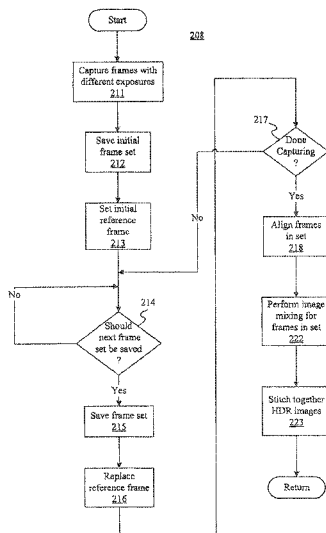 Start
208
Capture frames with
different exposures
211
Save initial
frame set
212
Set initial
reference
frame
213
No
214
Should
next frame
set be saved
?
Yes
Save frame set
215
Replace
reference frame
216
217
Done
Capturing
?
No
Yes
Align frames
in set
218
Perform image
mixing for
frames in set
222
Stitch together
HDR images
223
Return